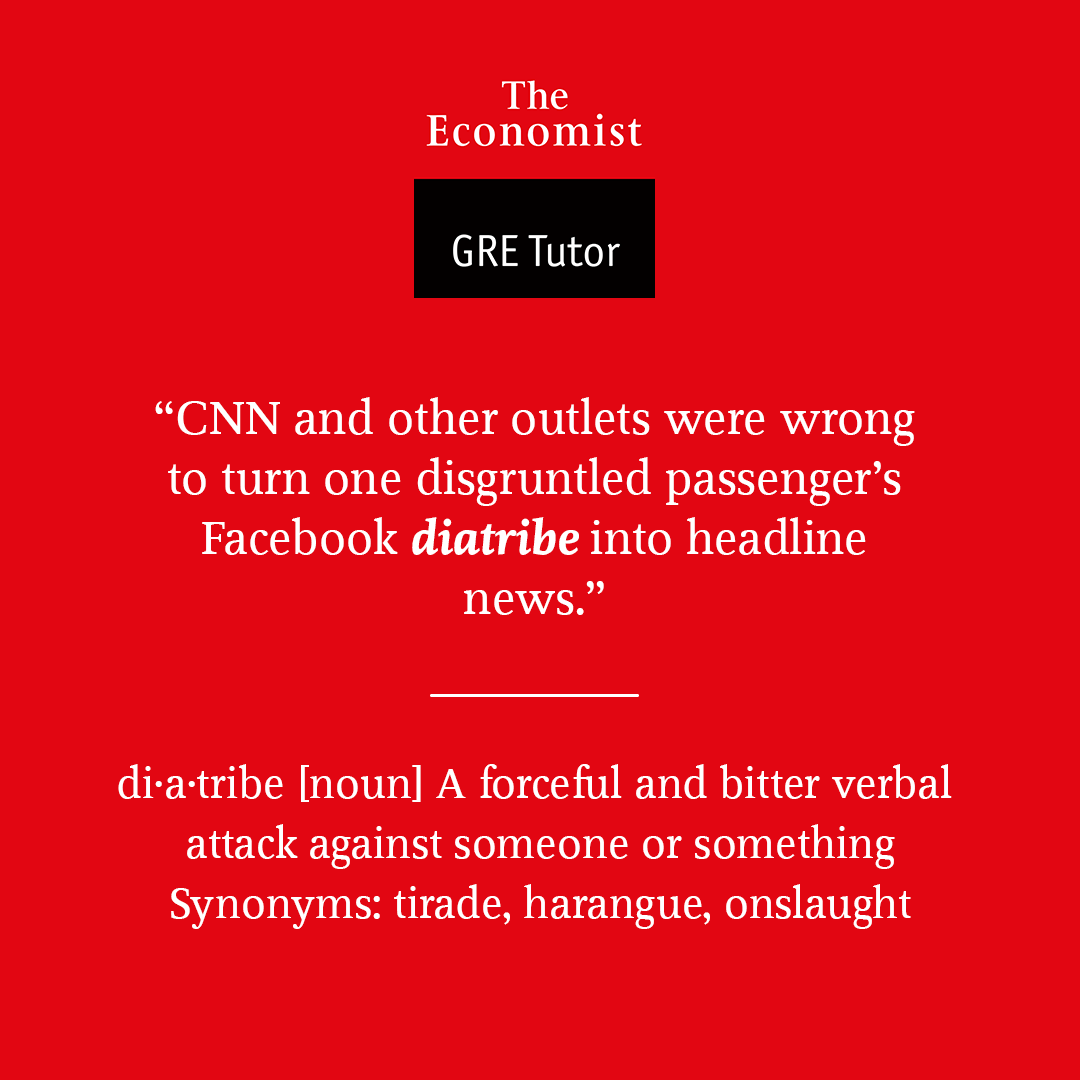 The
Economist
GRE Tutor
“CNN and other outlets were wrong
to turn one disgruntled passenger’s
Facebook diatribe into headline
news.”
di·a·tribe [noun] A forceful and bitter verbal
attack against someone or something
Synonyms: tirade, harangue, onslaught